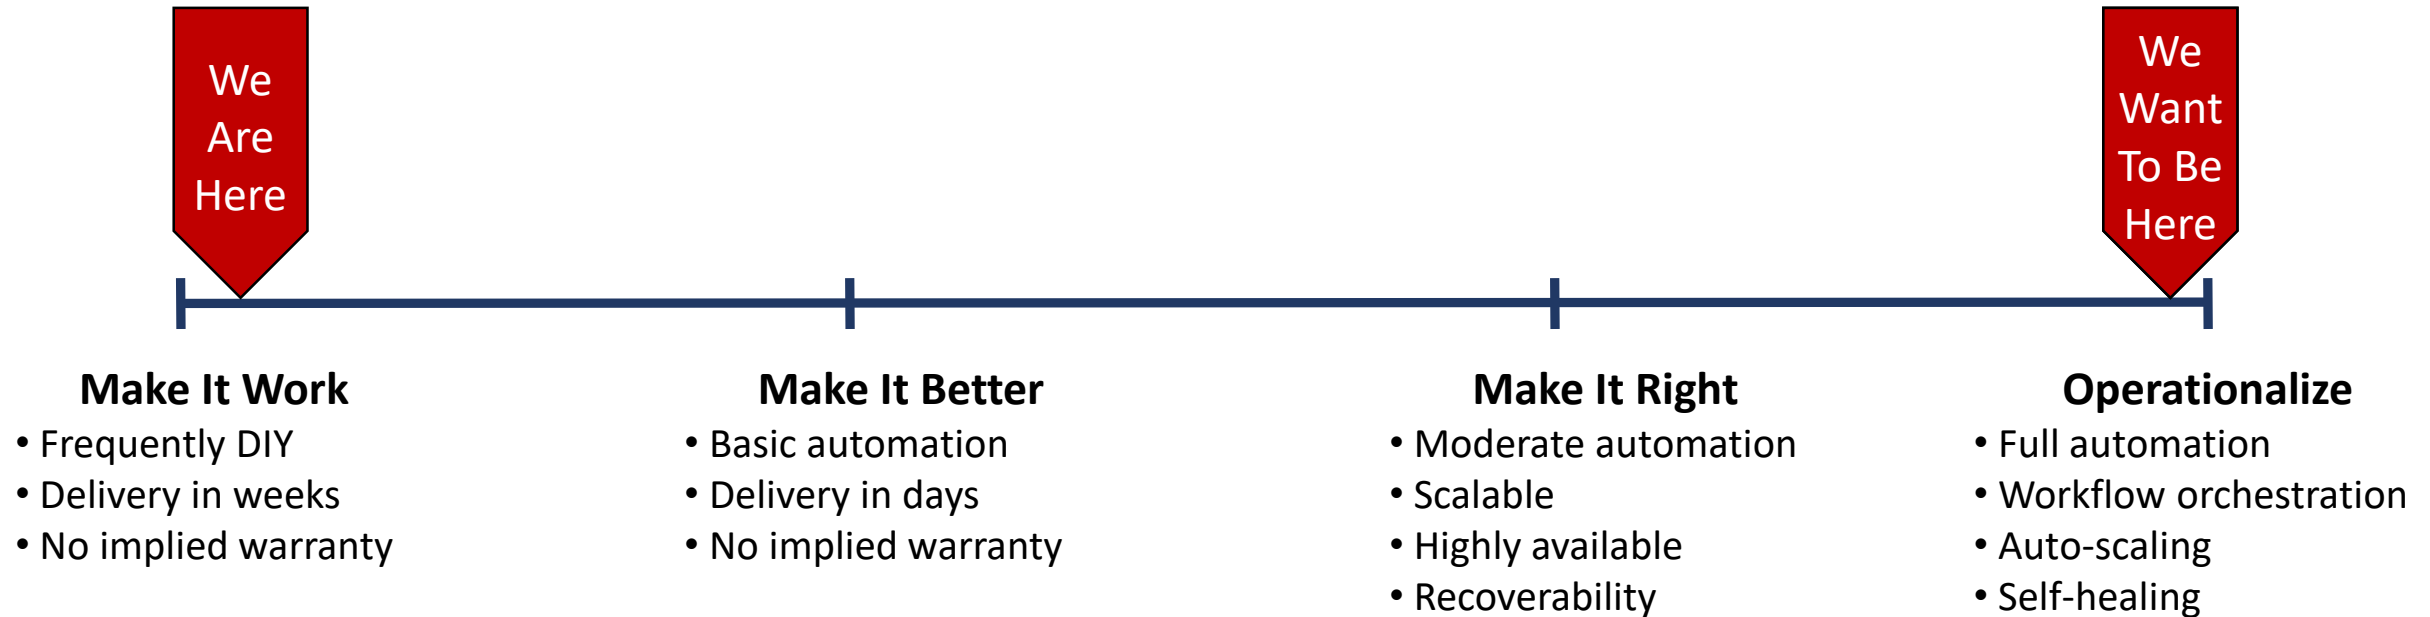 We
Are
Here
We
Want
To Be
Here
Make It Work
• Frequently DIY
• Delivery in weeks
• No implied warranty
Make It Better
• Basic automation
• Delivery in days
• No implied warranty
Make It Right
• Moderate automation
• Scalable
• Highly available
• Recoverability
Operationalize
• Full automation
• Workflow orchestration
• Auto-scaling
• Self-healing